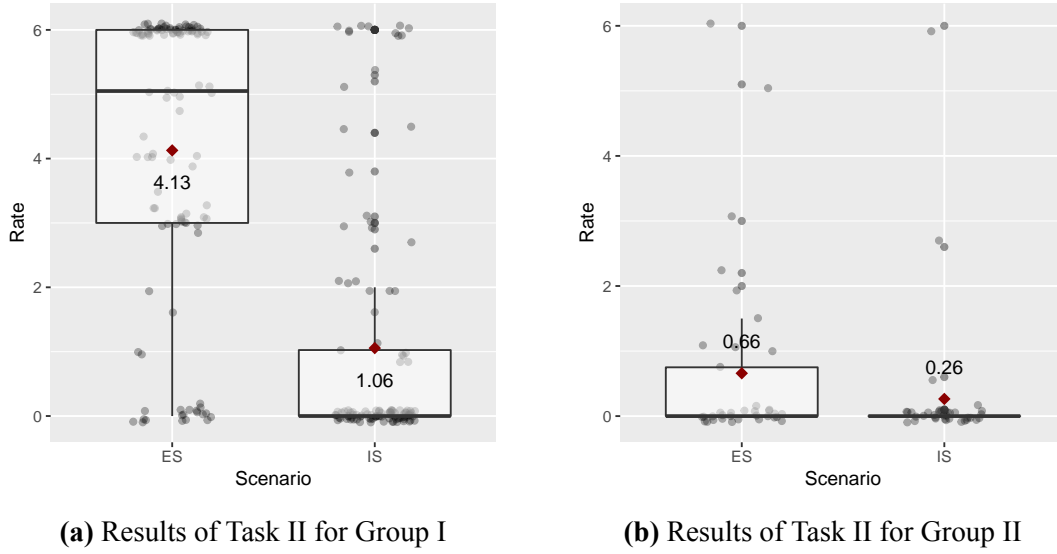 6
4
2
0
Rate
4.13
1.06
ES
IS
Scenario
(a) Results of Task II for Group I
6
4
2
0
Rate
0.66
0.26
ES
IS
Scenario
(b) Results of Task II for Group II